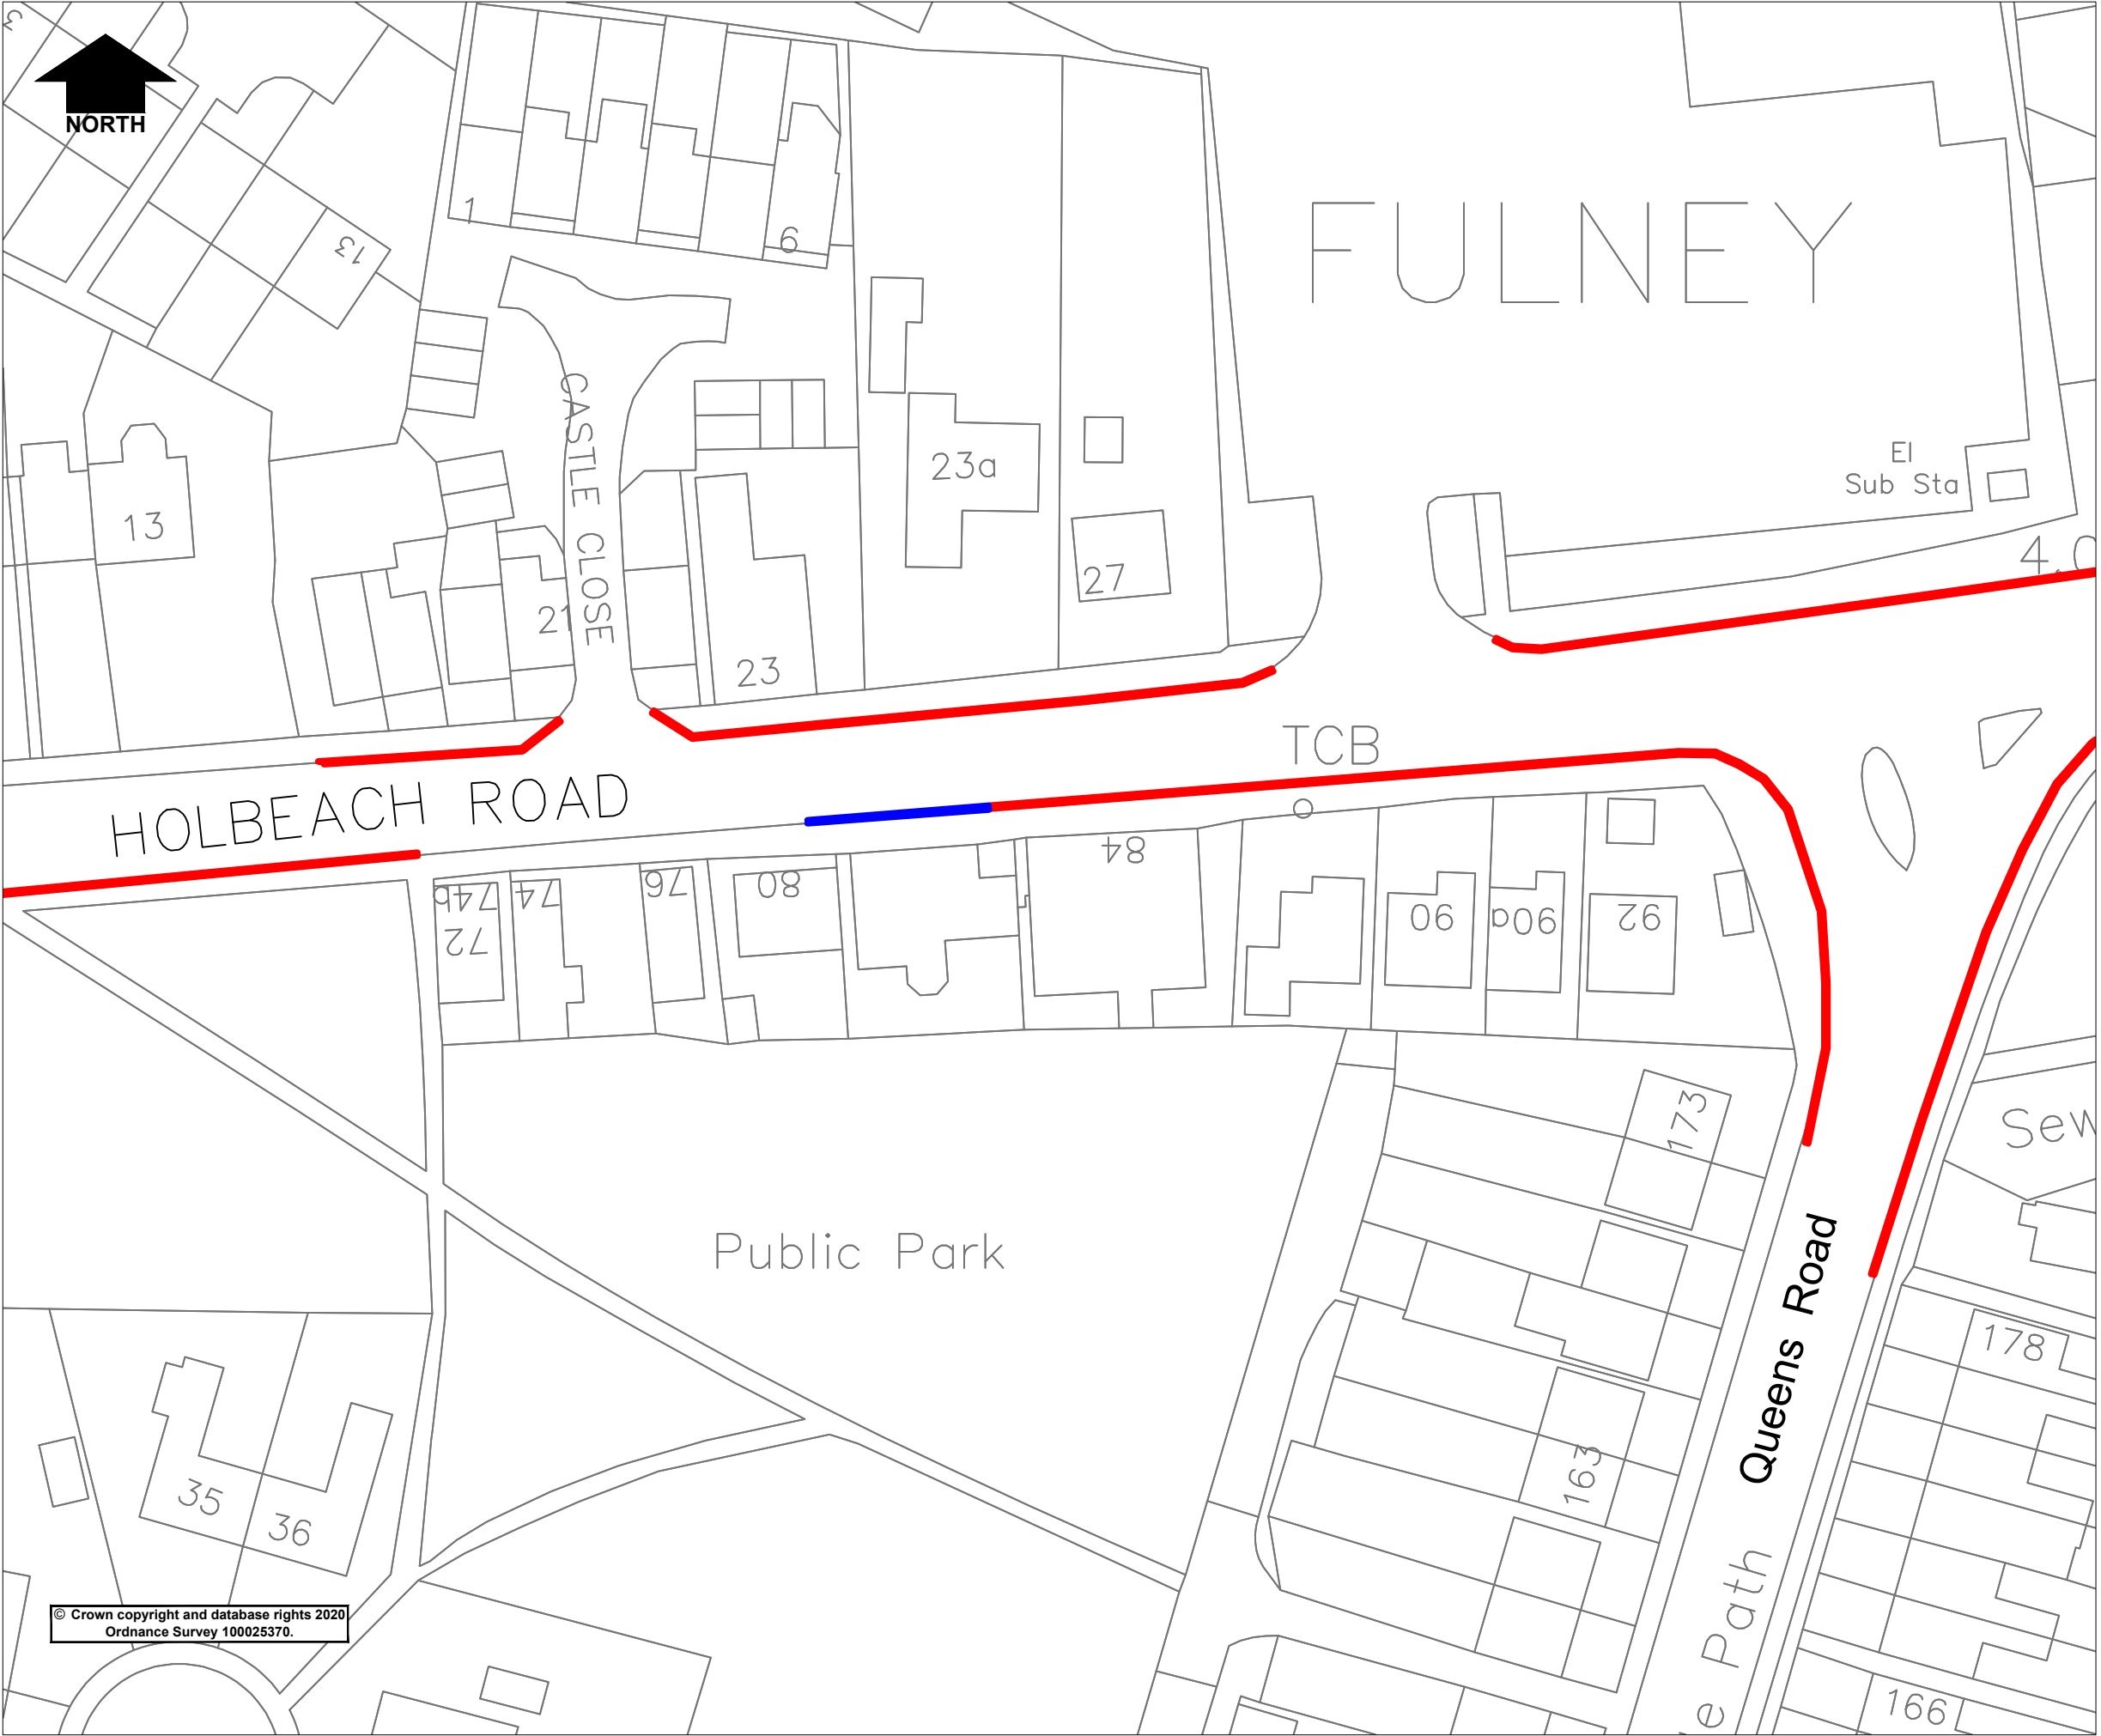 NORTH
1
6
13
FULNEY
CASTLE CLOSE
23a
El
Sub Sta
13
27
21
23
4.0
TCB
HOLBEACH ROAD
84
74b
74
76
80
72
90
90a
92
173
Public Park
Queens Road
178
35
36
163
Path
166
© Crown copyright and database rights 2020
Ordnance Survey 100025370.